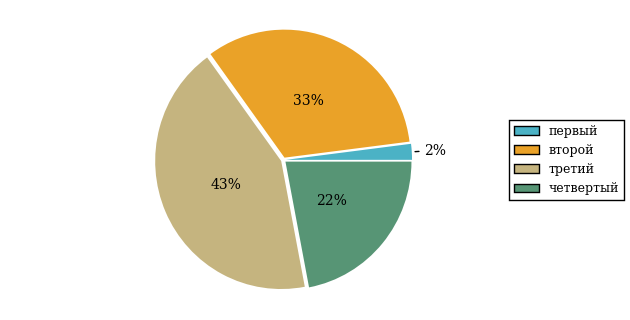 33%
2%
43%
22%
первый
второй
третий
четвертый